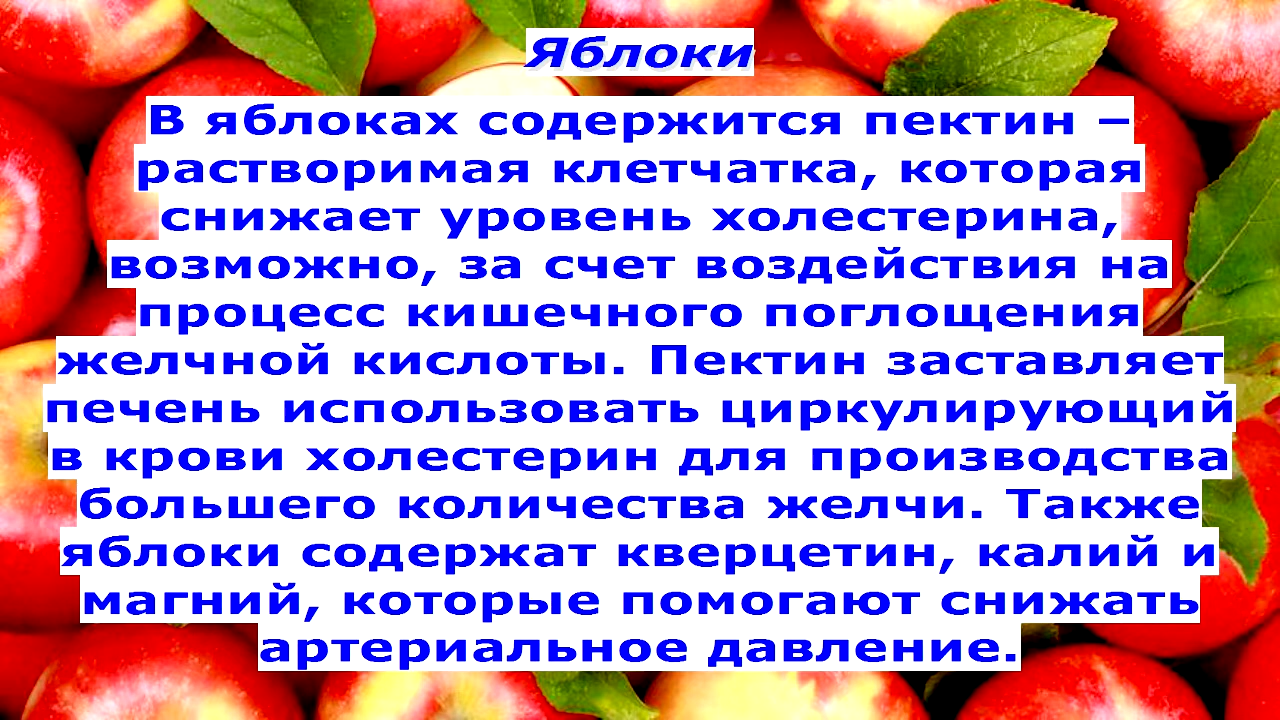 Яблоки
В яблоках содержится пектин –
растворимая клетчатка, которая
снижает уровень холестерина,
возможно, за счет воздействия на
процесс кишечного поглощения
желчной кислоты. Пектин заставляет
печень использовать циркулирующий
в крови холестерин для производства
большего количества желчи. Также
яблоки содержат кверцетин, калий и
магний, которые помогают снижать
артериальное давление.